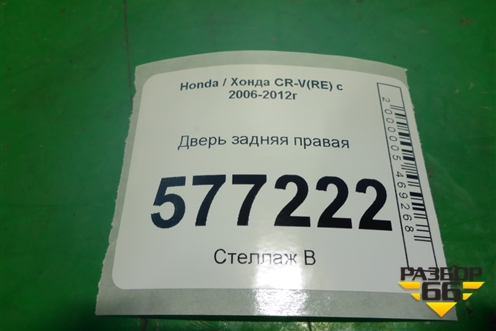 Honda / Хонда CR-V(RE) с
2006-2012г
Дверь задняя правая
577222
Стеллаж В
2000005469268
РАЗБОР
66